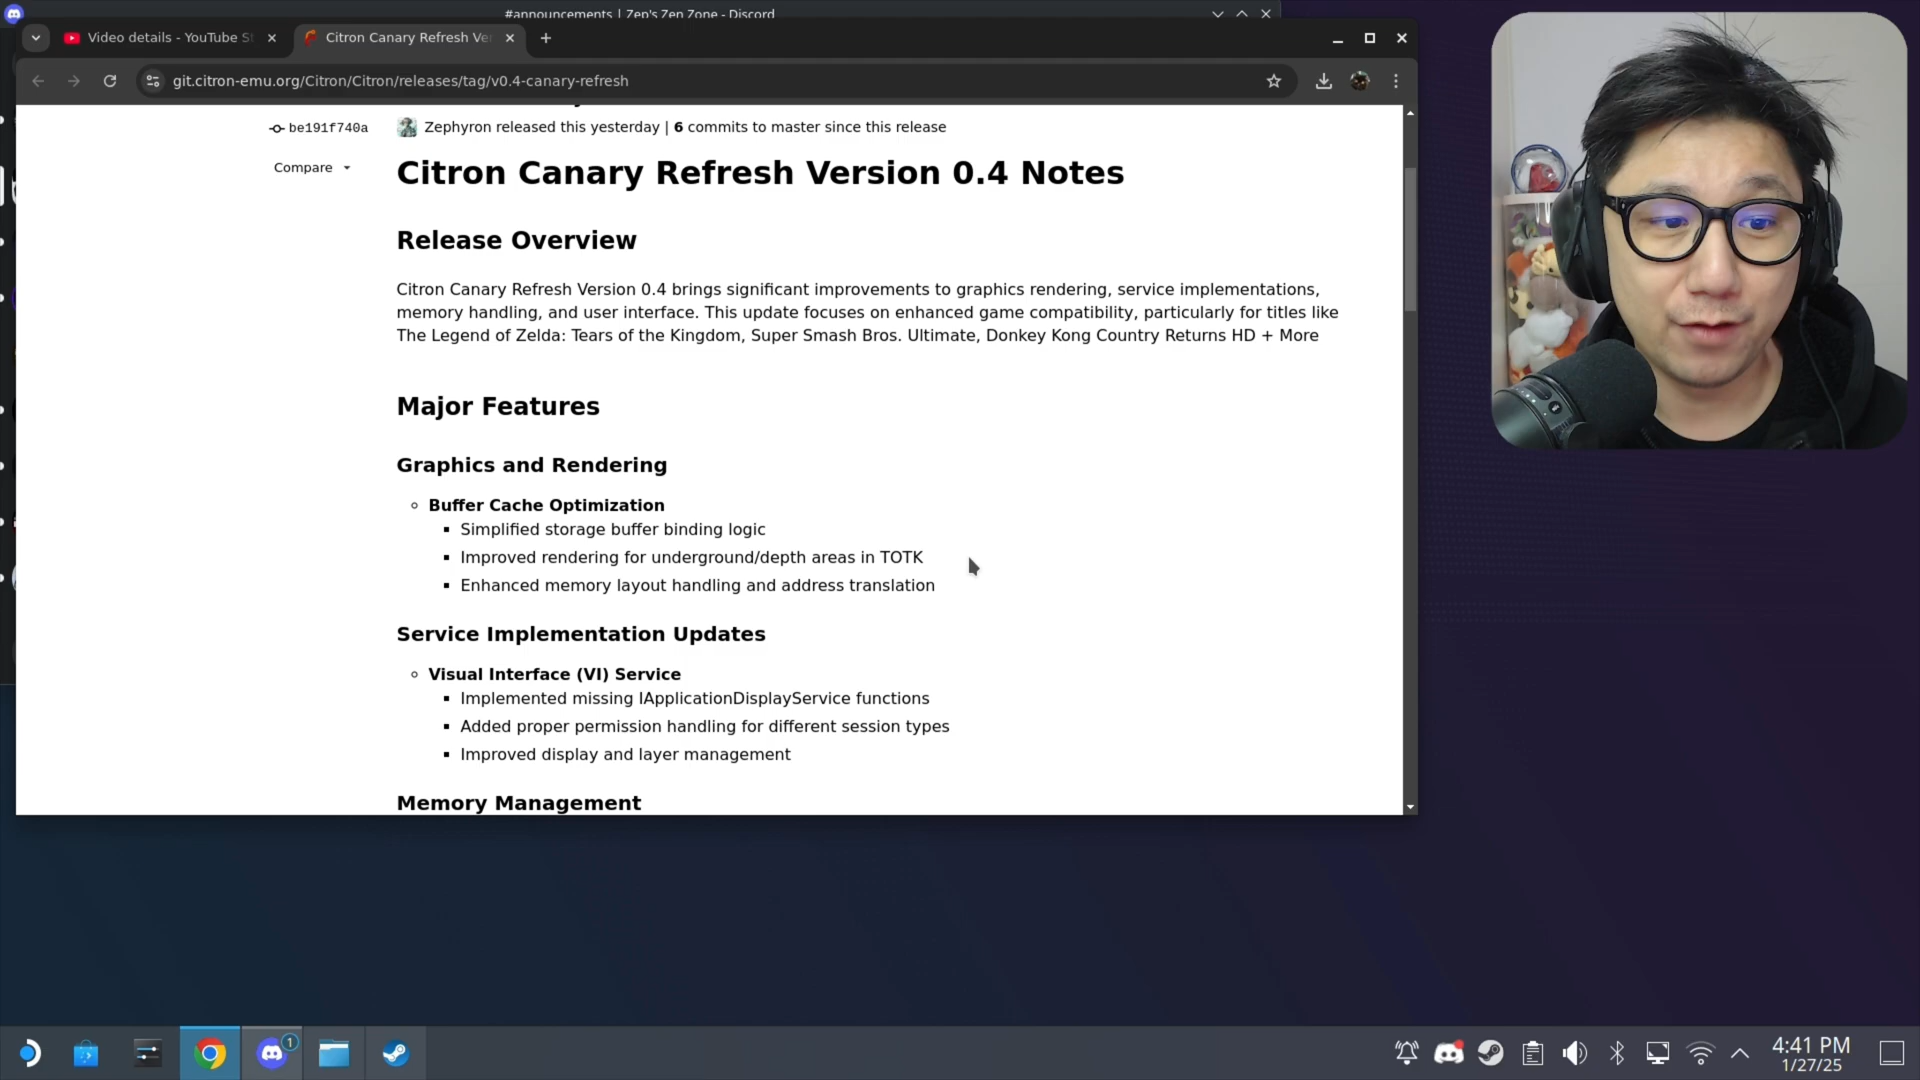 #announcements | Zep's Zen Zone - Discord
Video details - YouTube St
Citron Canary Refresh Ver
git.citron-emu.org/Citron/Citron/releases/tag/v0.4-canary-refresh
be191f740a
Zephyron released this yesterday | 6 commits to master since this release
Compare
Citron Canary Refresh Version 0.4 Notes
Release Overview
Citron Canary Refresh Version 0.4 brings significant improvements to graphics rendering, service implementations,
memory handling, and user interface. This update focuses on enhanced game compatibility, particularly for titles like
The Legend of Zelda: Tears of the Kingdom, Super Smash Bros. Ultimate, Donkey Kong Country Returns HD + More
Major Features
Graphics and Rendering
Buffer Cache Optimization
Simplified storage buffer binding logic
Improved rendering for underground/depth areas in TOTK
Enhanced memory layout handling and address translation
Service Implementation Updates
Visual Interface (VI) Service
Implemented missing IApplicationDisplayService functions
Added proper permission handling for different session types
Improved display and layer management
Memory Management
1
4:41 PM
1/27/25